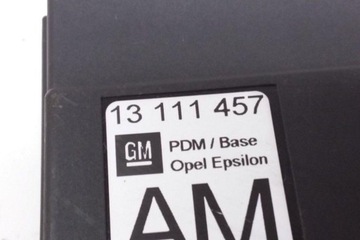 13 111 457
GM PDM / Base
Opel Epsilon
AM